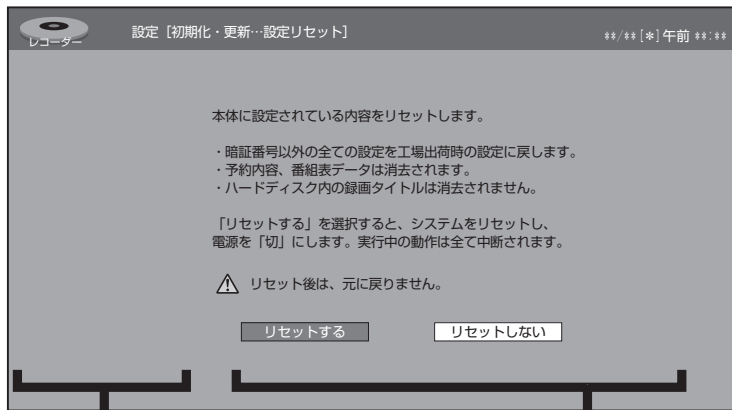 レコーダー
設定［初期化・更新…設定リセット］
**/**[*]午前 **:**
本体に設定されている内容をリセットします。
・暗証番号以外の全ての設定を工場出荷時の設定に戻します。
・予約内容、番組表データは消去されます。
・ハードディスク内の録画タイトルは消去されません。
「リセットする」を選択すると、システムをリセットし、
電源を「切」にします。実行中の動作は全て中断されます。
リセット後は、元に戻りません。
リセットする
リセットしない